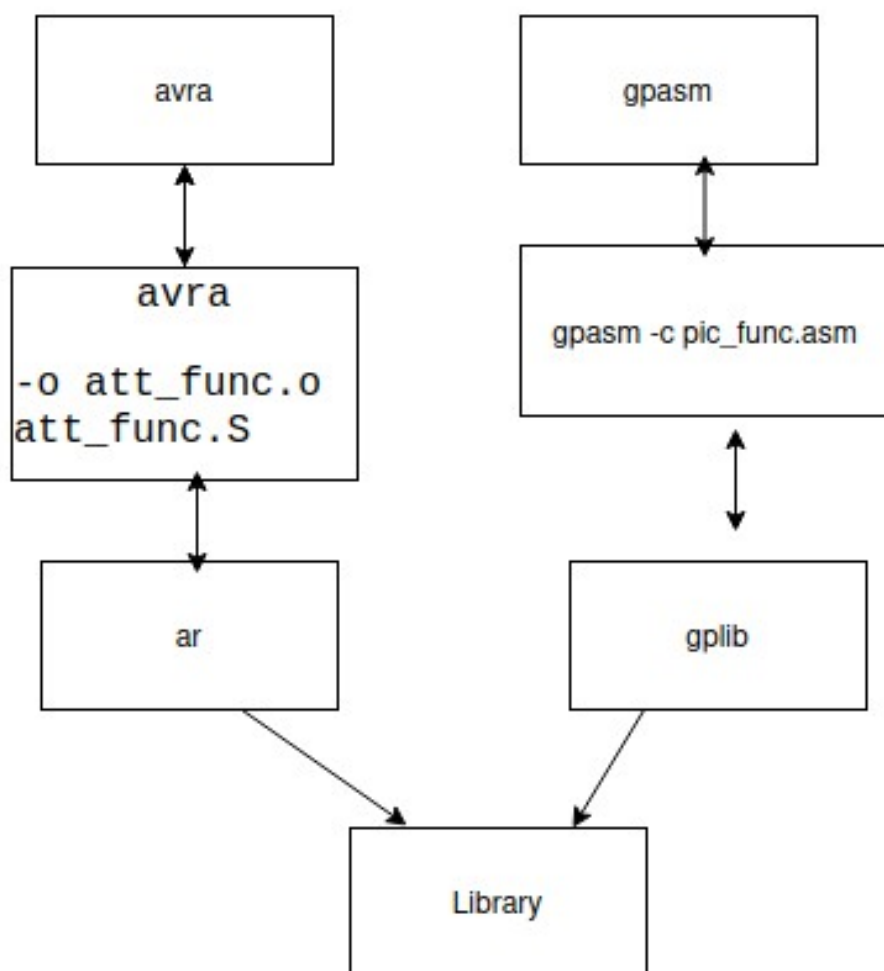 avra
gpasm
avra
-o att_func.o
att_func.S
gpasm -c pic_func.asm
ar
gplib
Library